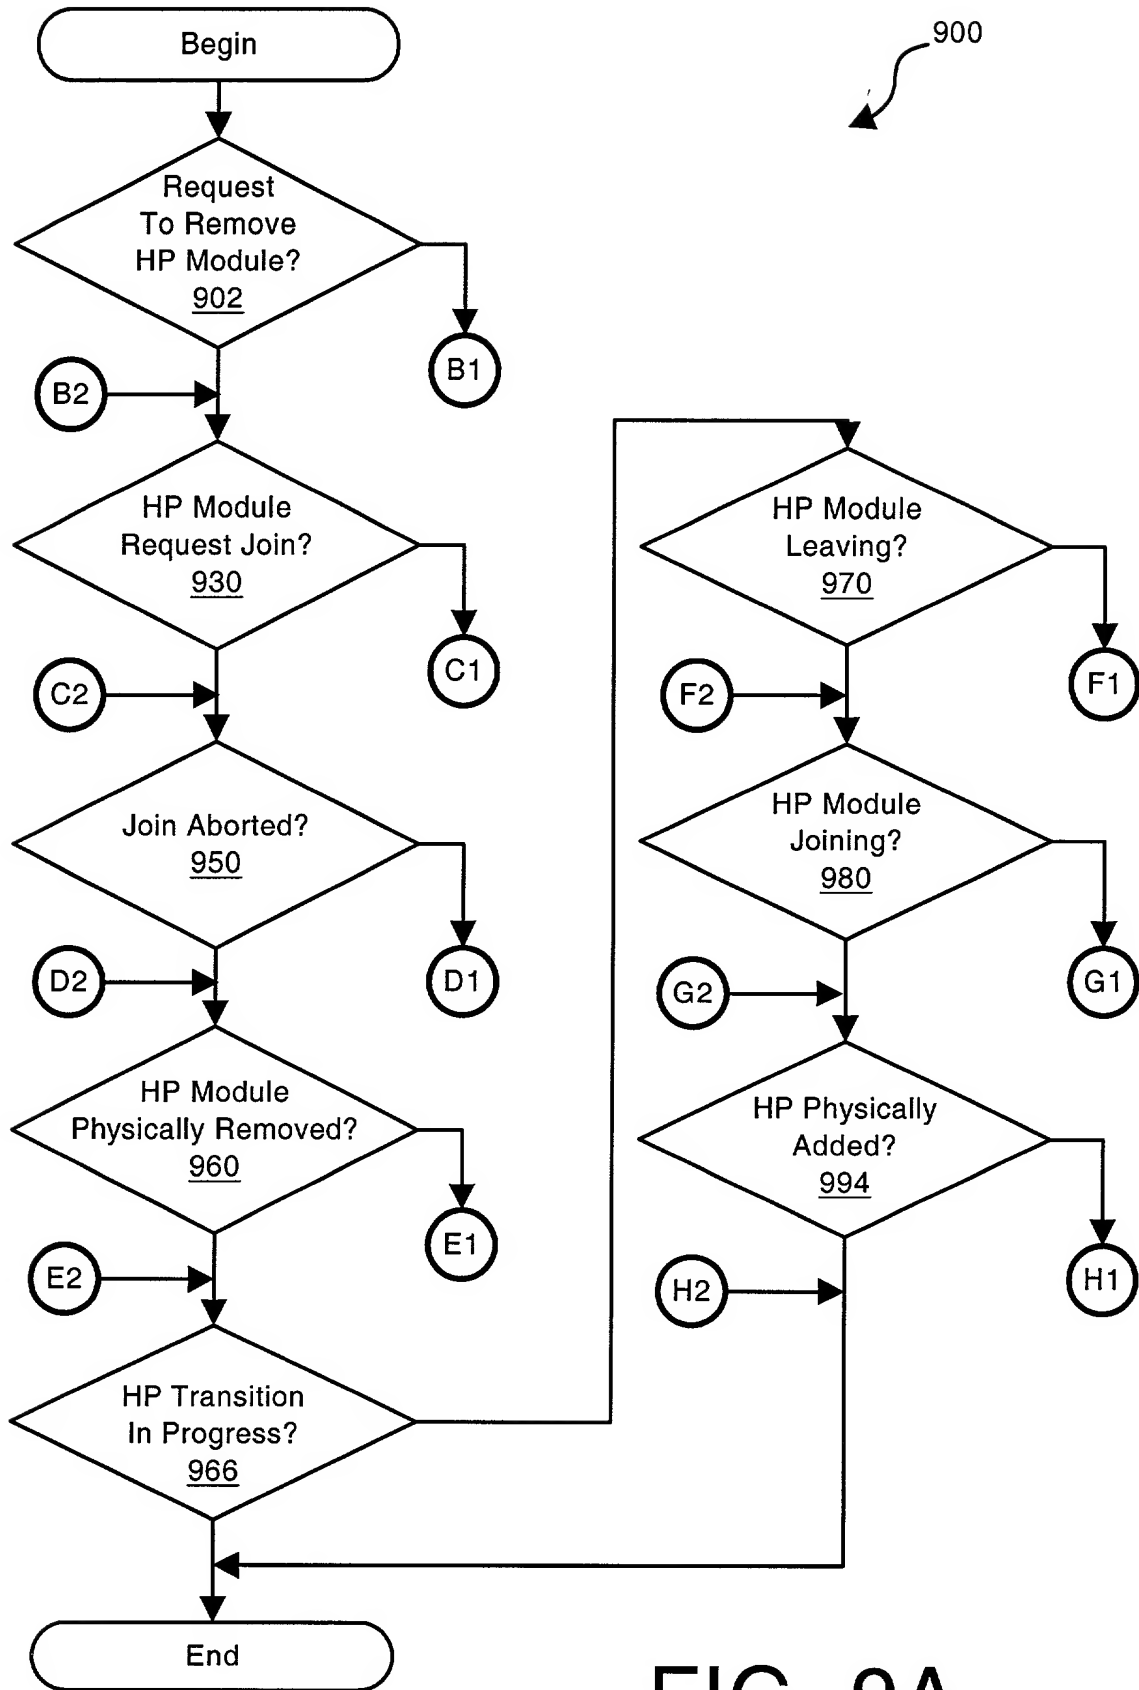 Begin
900
Request
To Remove
HP Module?
902
B1
B2
HP Module
Request Join?
930
C1
C2
Join Aborted?
950
D1
D2
HP Module
Physically Removed?
960
E1
E2
HP Transition
In Progress?
966
End
HP Module
Leaving?
970
F1
F2
HP Module
Joining?
980
G1
G2
HP Physically
Added?
994
H1
H2
FIG. 9A